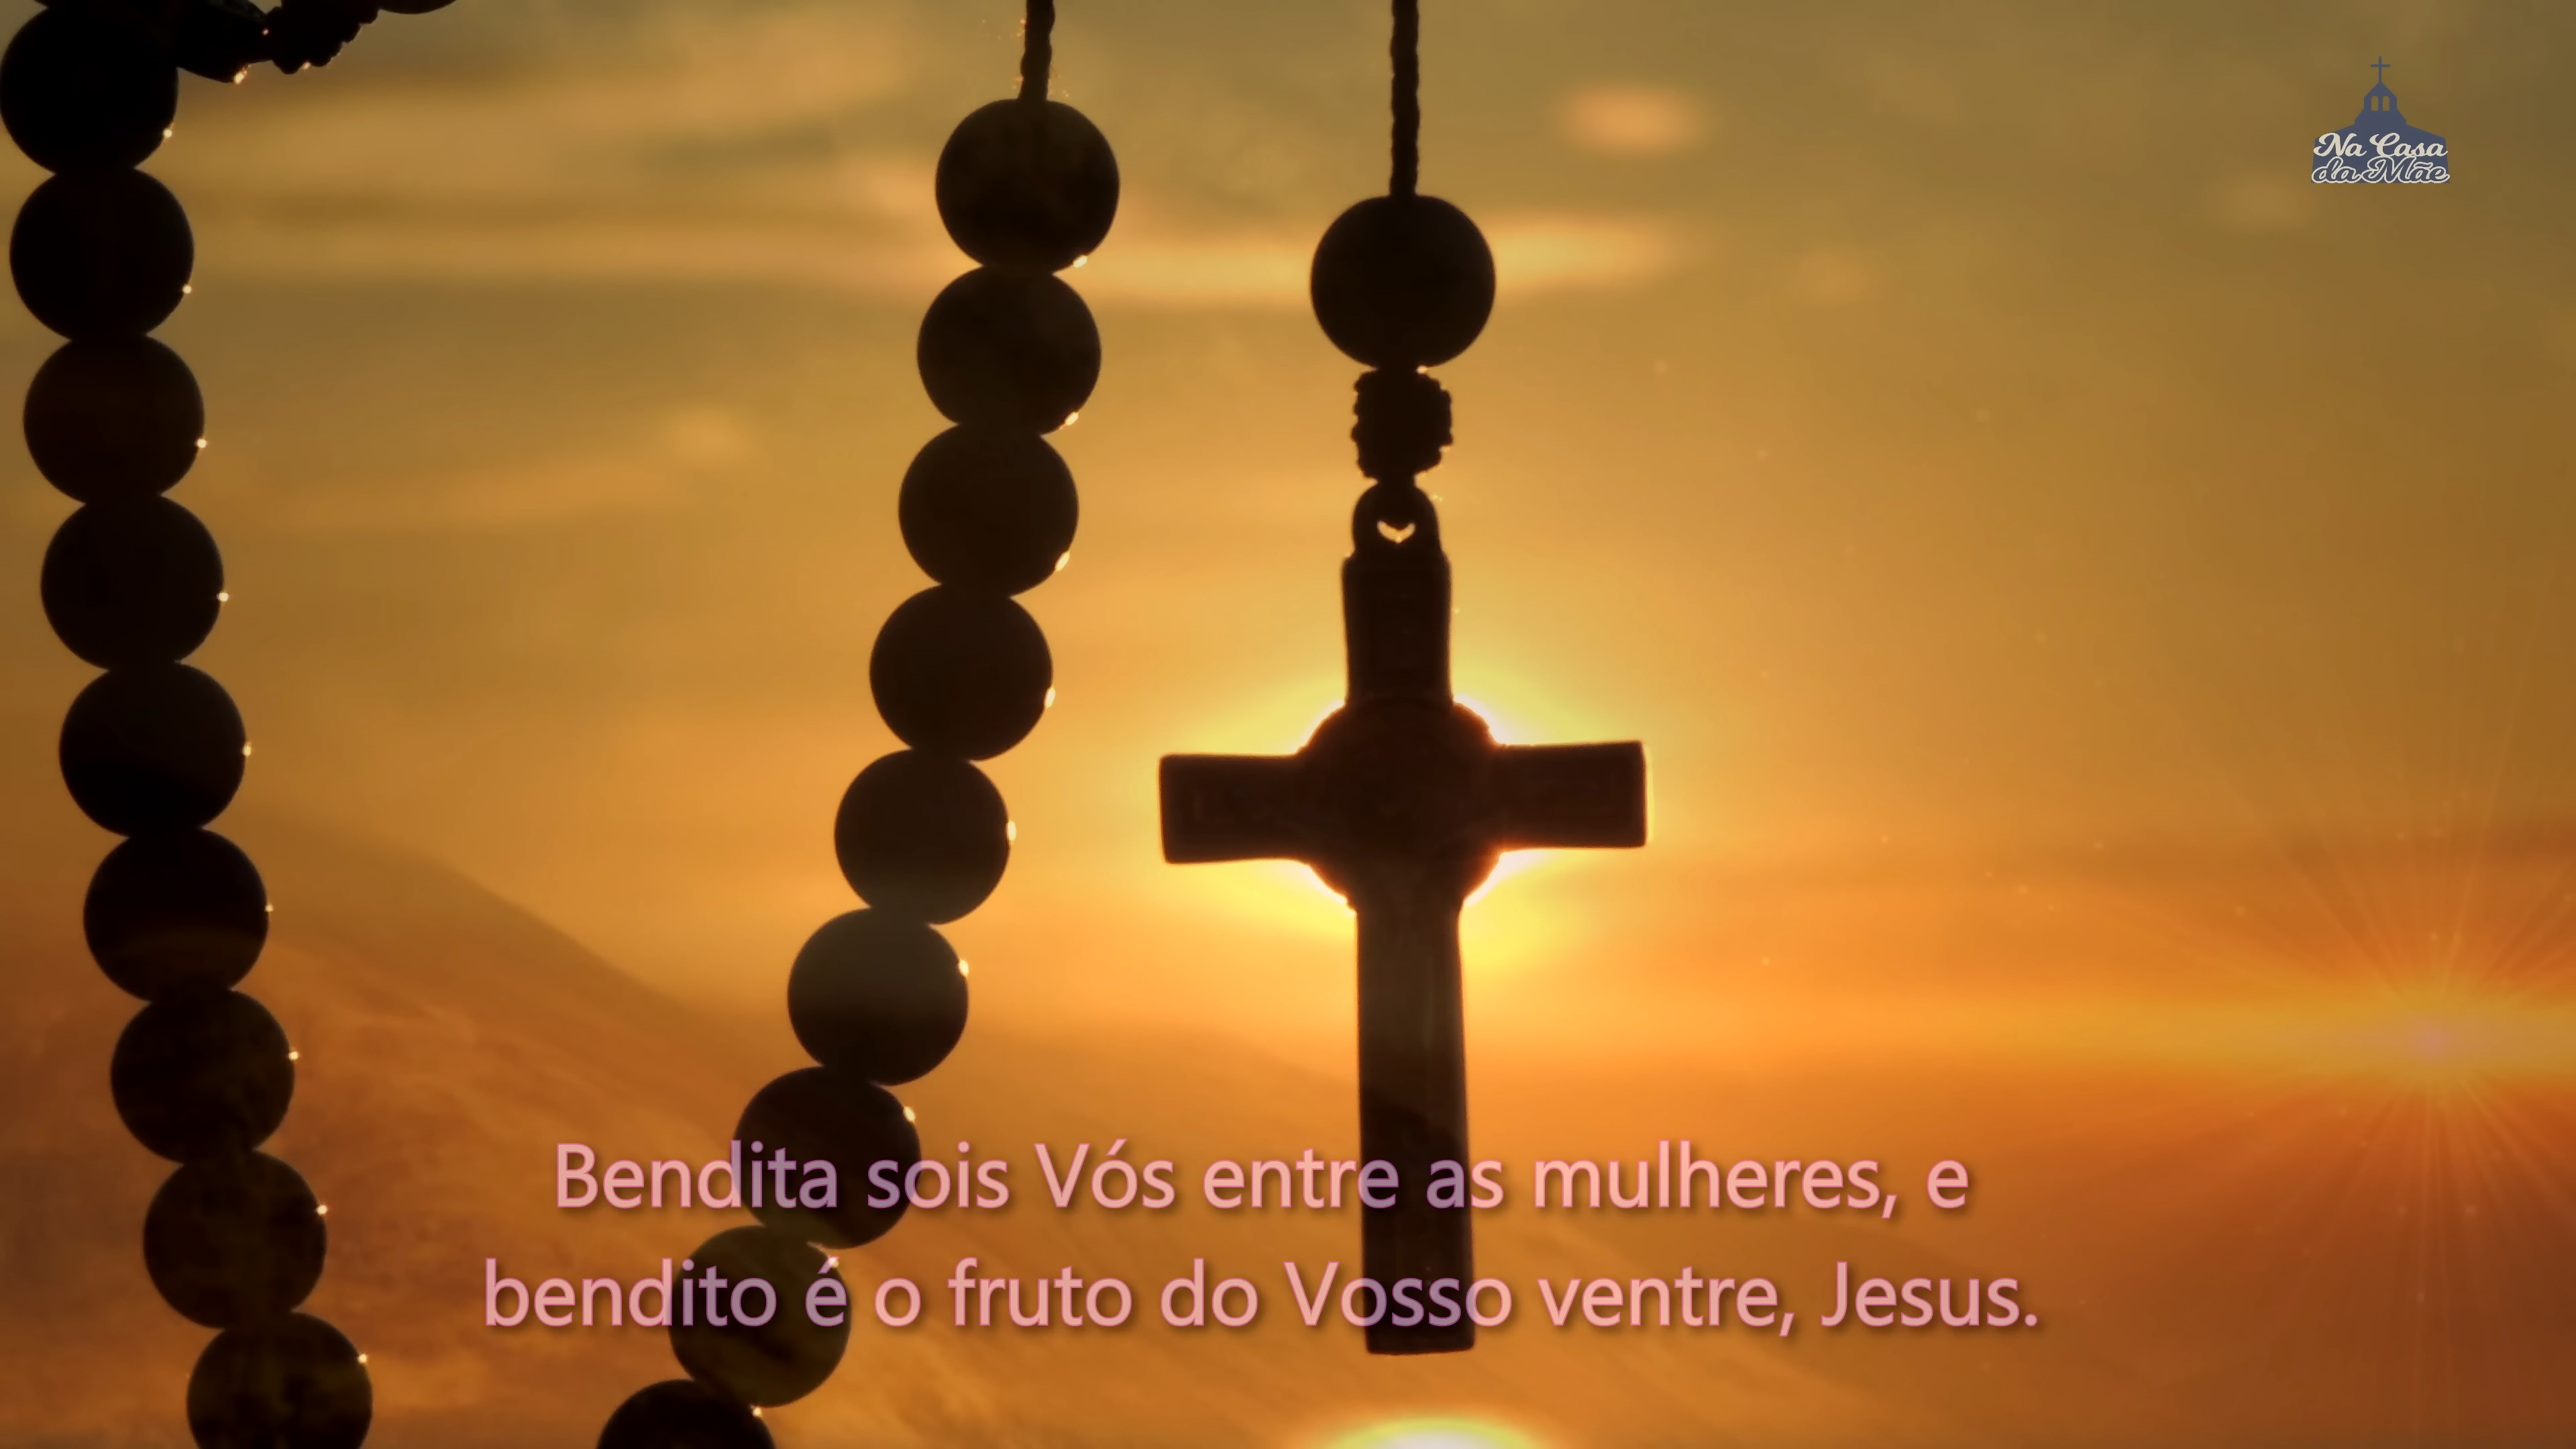 Na Casa
da Mãe
Bendita sois Vós entre as mulheres, e
bendito é o fruto do Vosso ventre, Jesus.